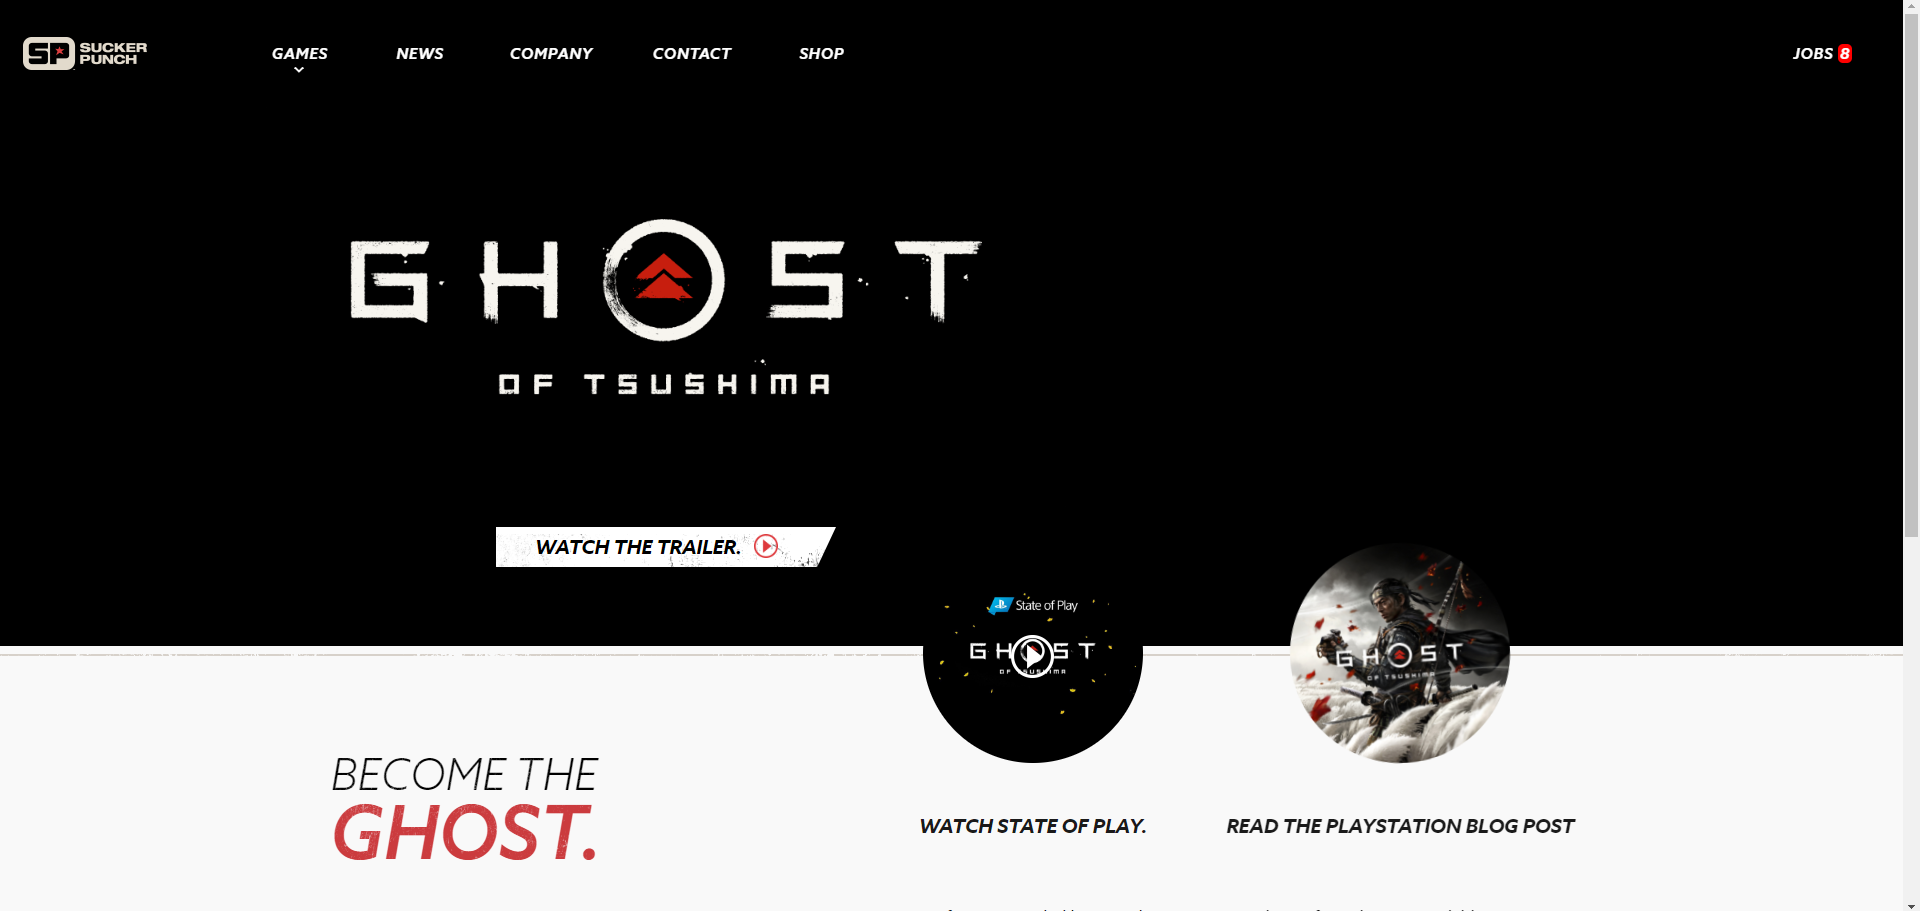 SP SUCKER
PUNCH
GAMES NEWS COMPANY CONTACT SHOP JOBS 8
GHOST
OF TSUSHIMA
WATCH THE TRAILER.
State of Play
GHOST
OF TSUSHIMA
GHOST
OF TSUSHIMA
BECOME THE
GHOST.
WATCH STATE OF PLAY.
READ THE PLAYSTATION BLOG POST